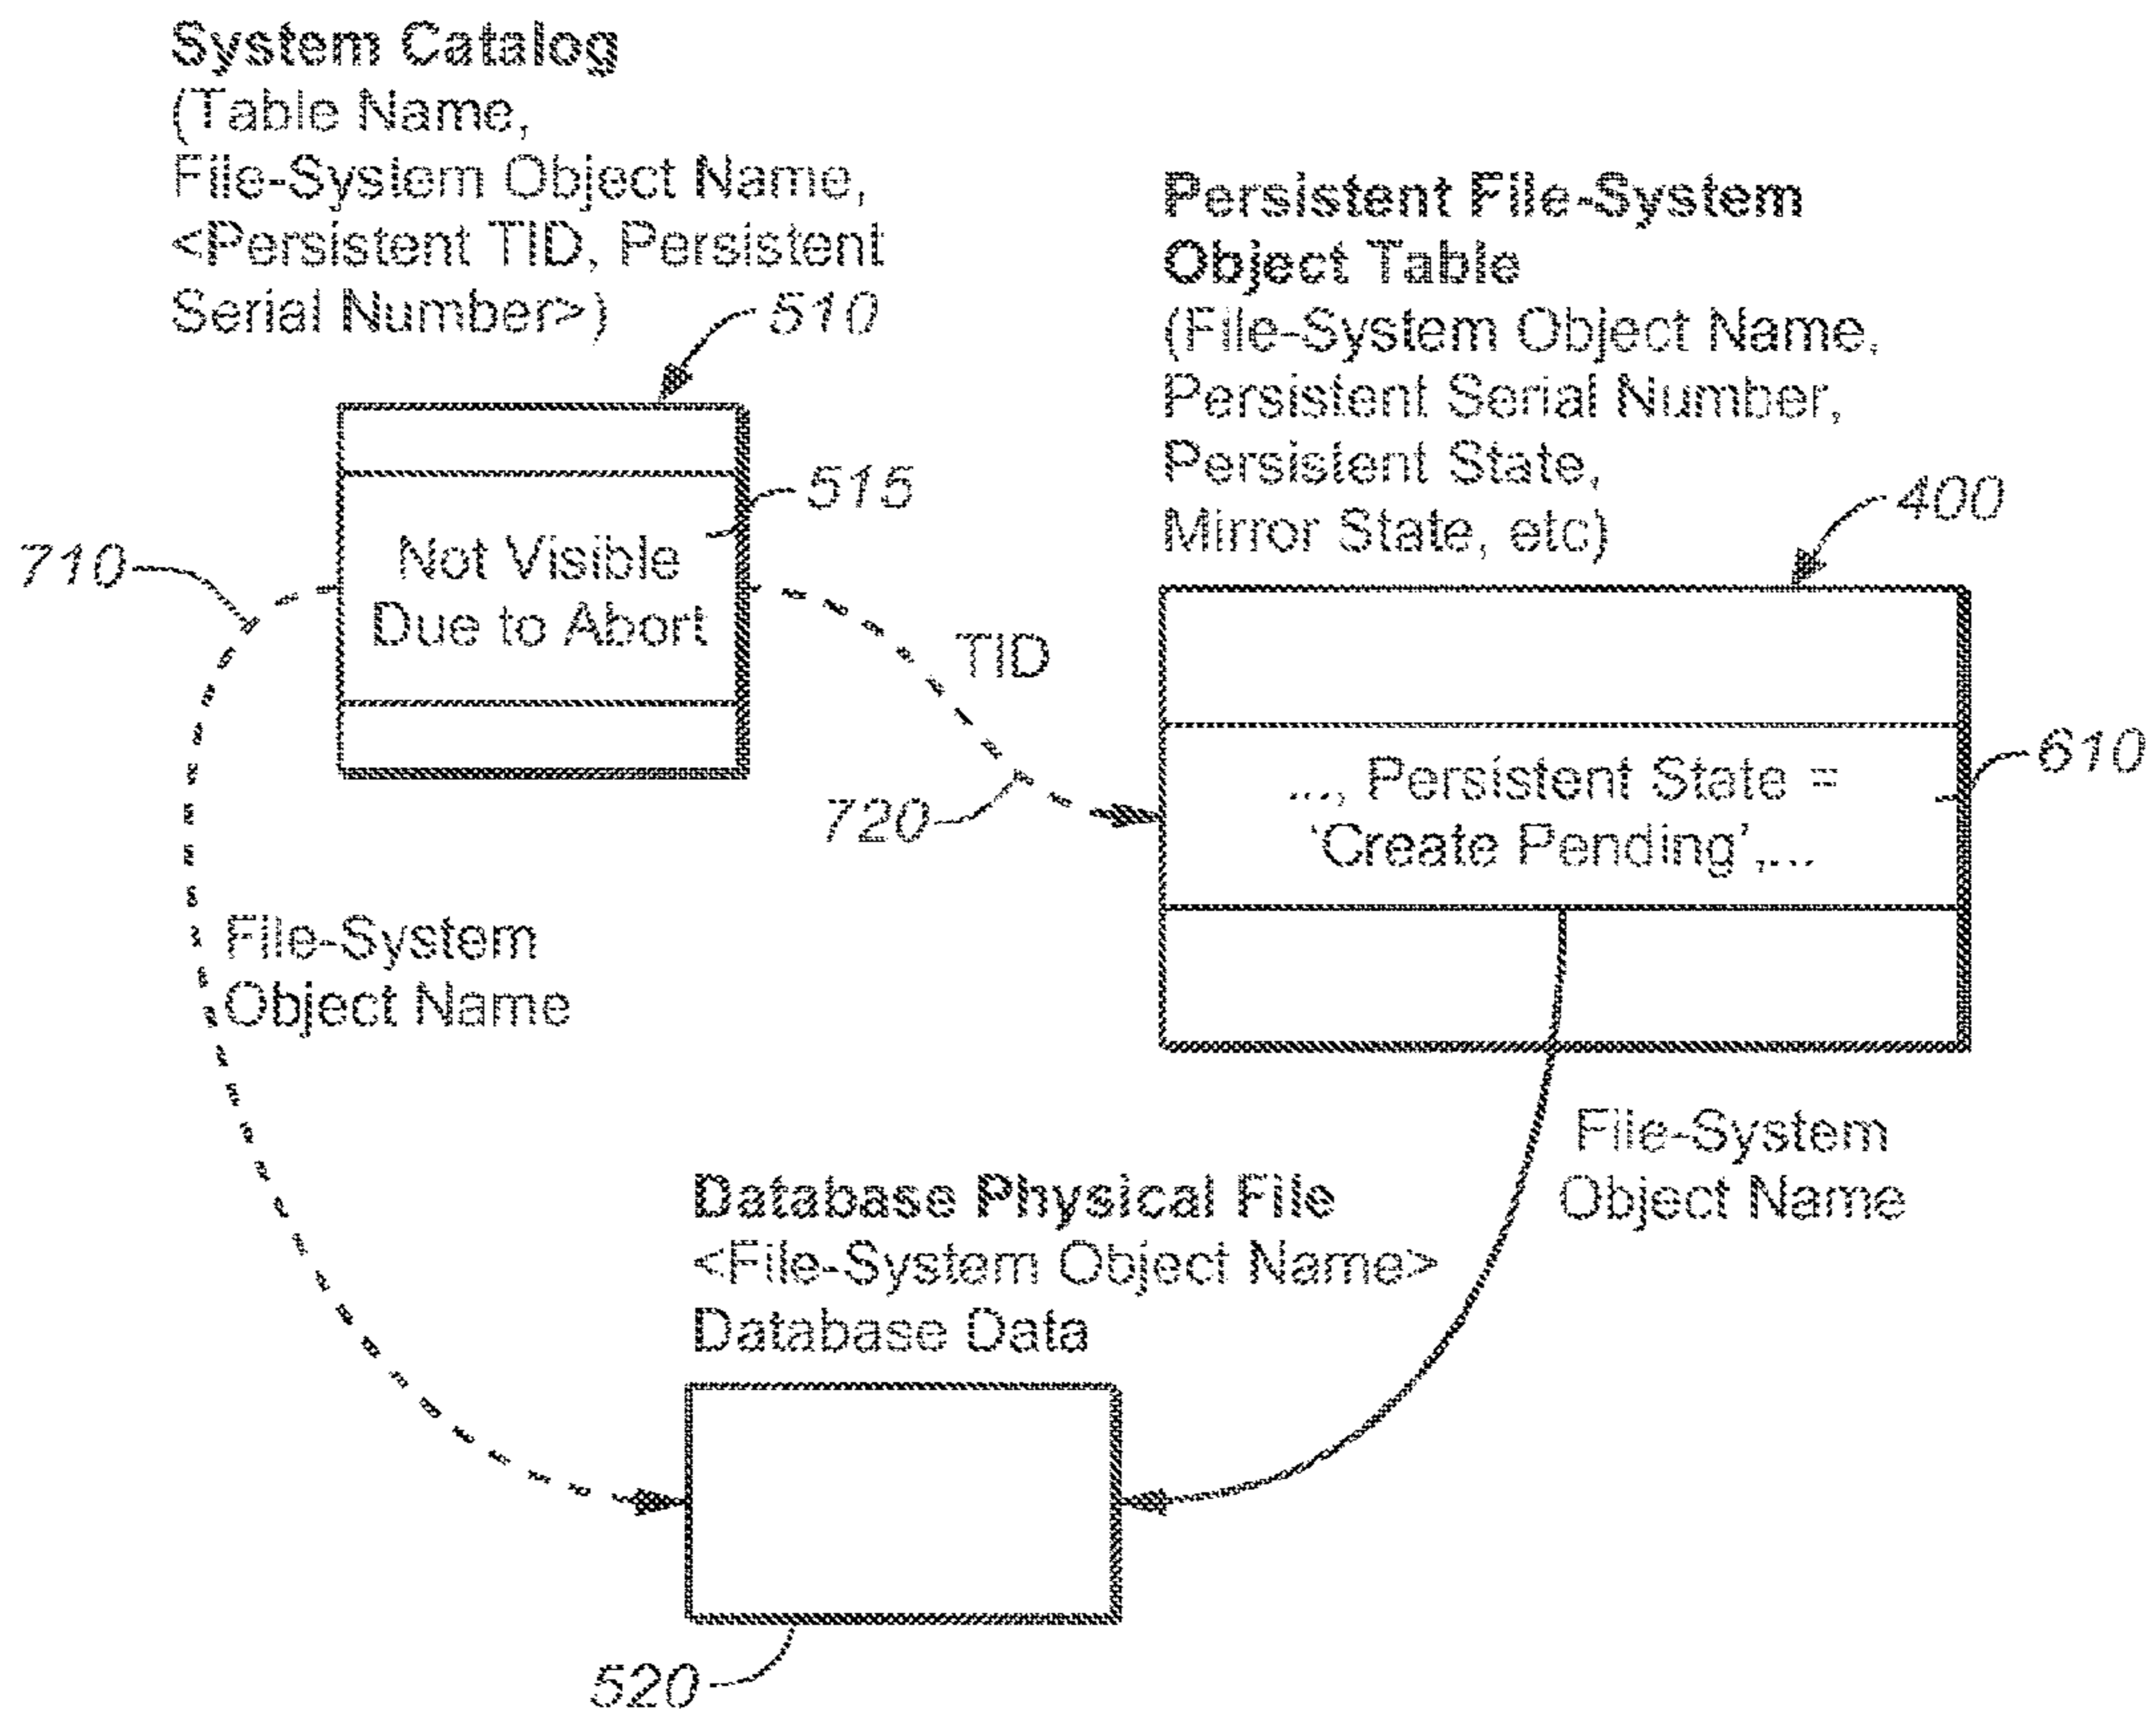 System Catalog
(Table Name,
File-System Object Name,
<Persistent TID, Persistent
Serial Number>)
510
515
Not Visible
Due to Abort
710
Persistent File-System
Object Table
(File-System Object Name,
Persistent Serial Number,
Persistent State,
Mirror State, etc)
400
TID
720
..., Persistent State =
'Create Pending',...
610
File-System
Object Name
File-System
Object Name
Database Physical File
<File-System Object Name>
Database Data
520